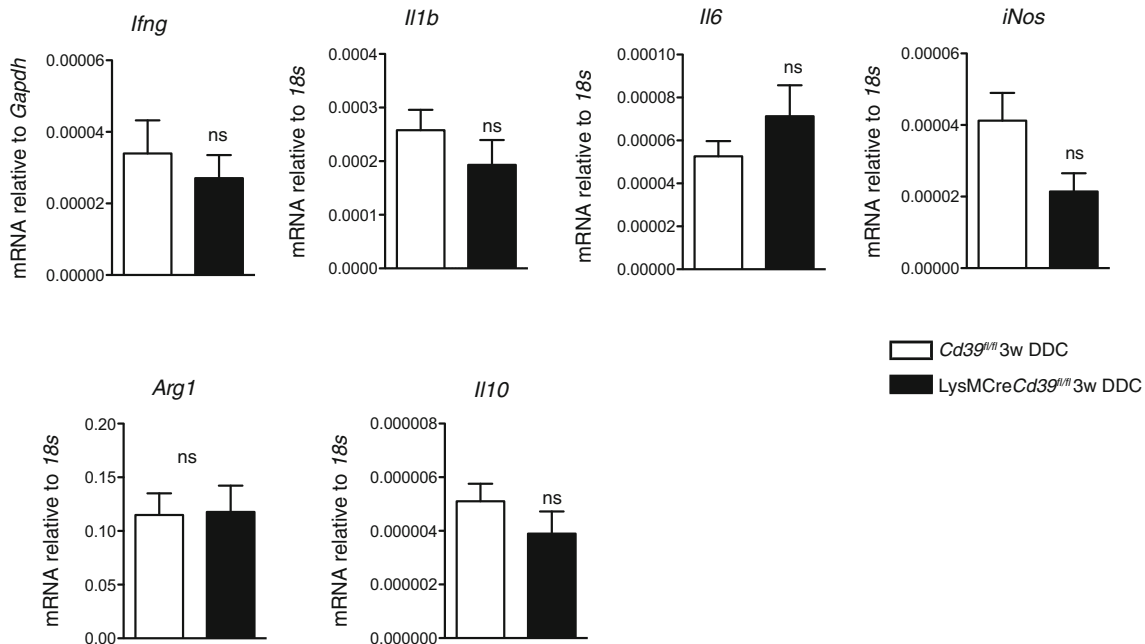 Ifng
mRNA relative to Gapdh
0.00006
0.00004
0.00002
0.00000
ns
Il1b
mRNA relative to 18s
0.0004
0.0003
0.0002
0.0001
0.0000
ns
Il6
mRNA relative to 18s
0.00010
0.00008
0.00006
0.00004
0.00002
0.00000
ns
iNos
mRNA relative to 18s
0.00006
0.00004
0.00002
0.00000
ns
Cd39fl/fl 3w DDC
LysMCreCd39fl/fl 3w DDC
Arg1
mRNA relative to 18s
0.20
0.15
0.10
0.05
0.00
ns
Il10
mRNA relative to 18s
0.000008
0.000006
0.000004
0.000002
0.000000
ns